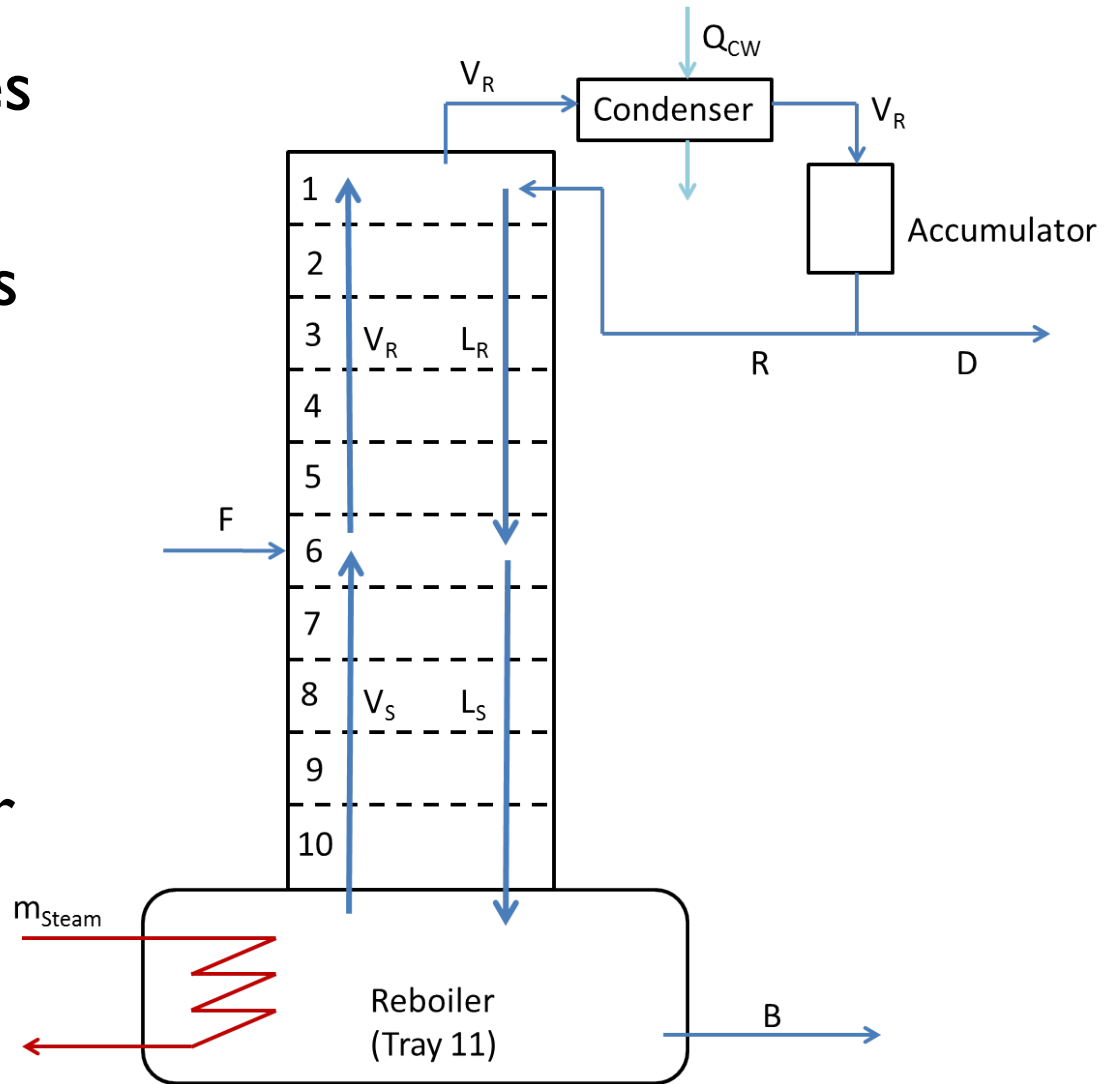 es
s
r
Q_CW
V_R
Condenser
V_R
Accumulator
R
D
1
2
3
V_R
L_R
4
5
F
6
7
8
V_S
L_S
9
10
m_Steam
Reboiler
(Tray 11)
B